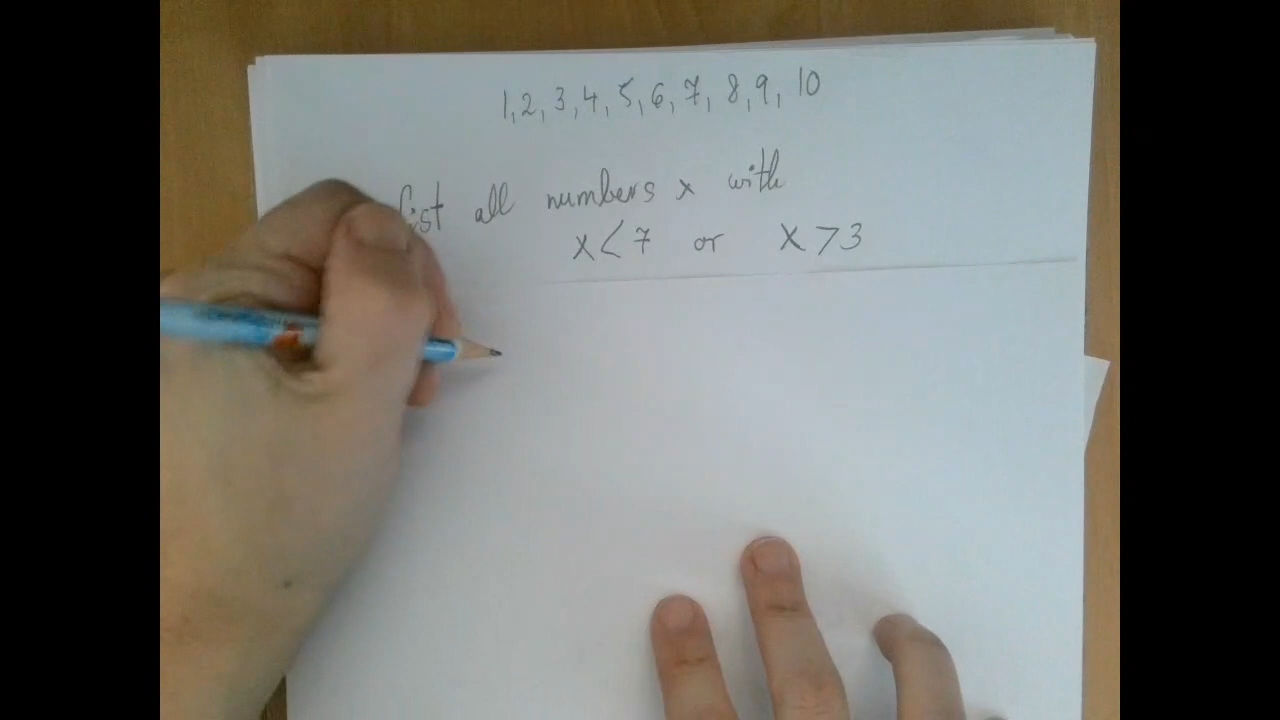 1, 2, 3, 4, 5, 6, 7, 8, 9, 10
List all numbers x with
x < 7 or x > 3